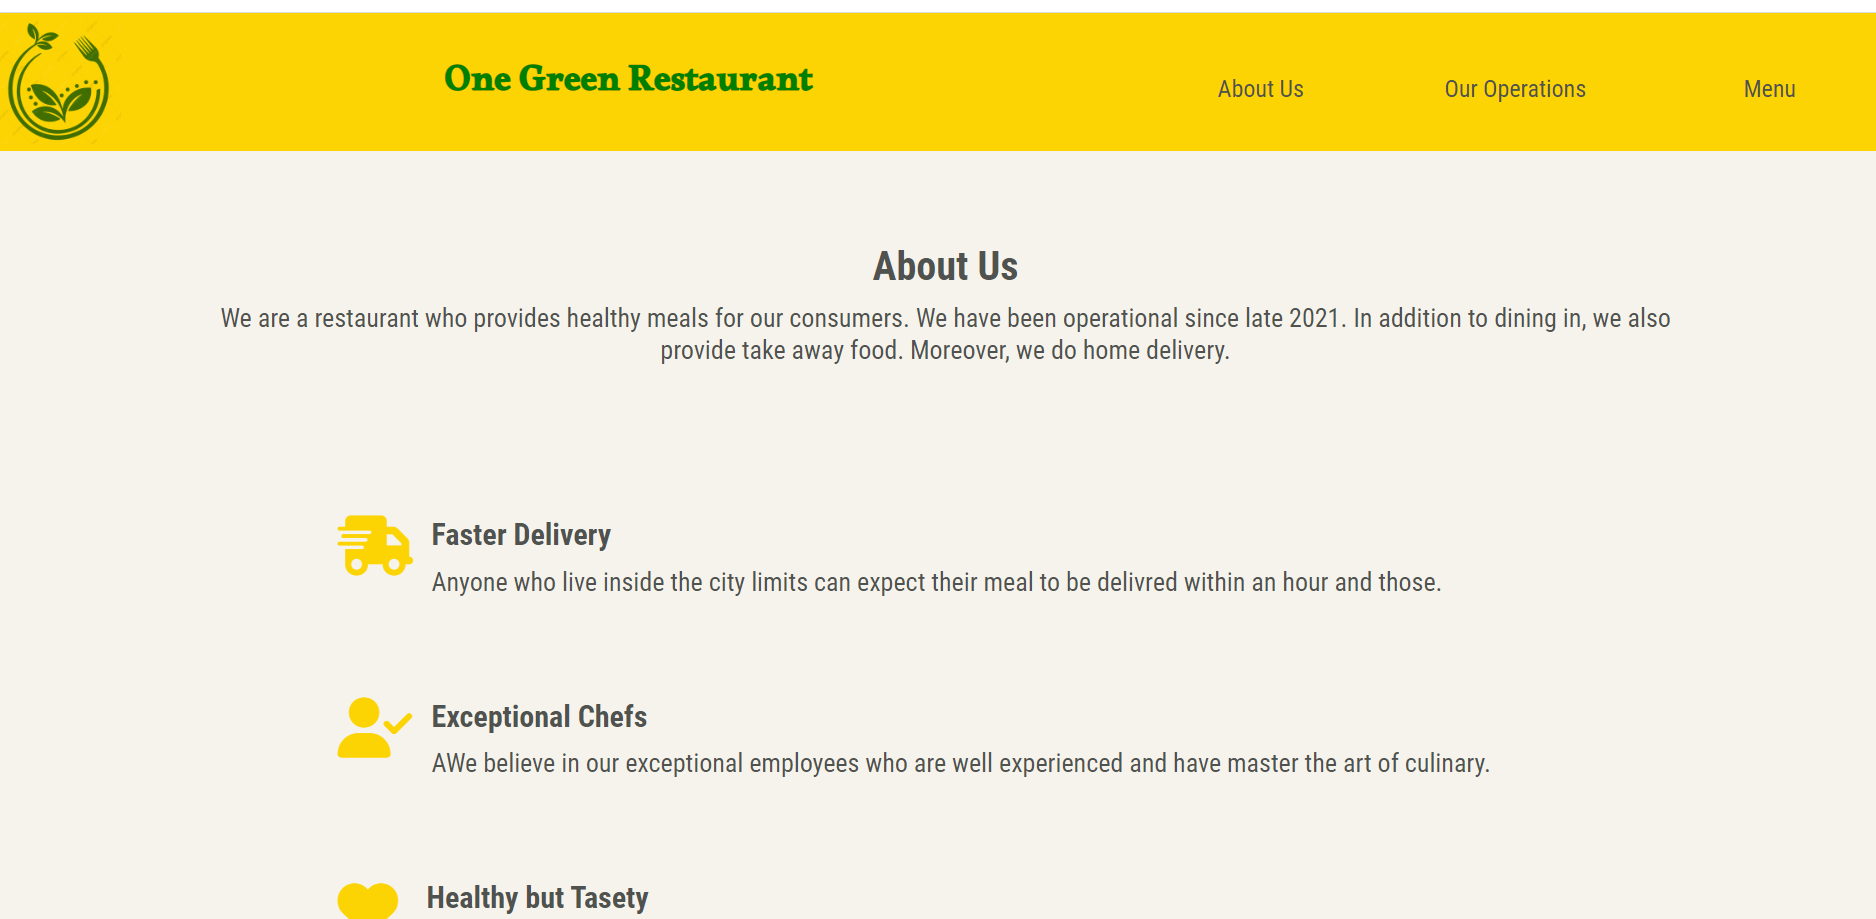 One Green Restaurant
About Us
Our Operations
Menu
About Us
We are a restaurant who provides healthy meals for our consumers. We have been operational since late 2021. In addition to dining in, we also
provide take away food. Moreover, we do home delivery.
Faster Delivery
Anyone who live inside the city limits can expect their meal to be delivred within an hour and those.
Exceptional Chefs
AWe believe in our exceptional employees who are well experienced and have master the art of culinary.
Healthy but Tasety